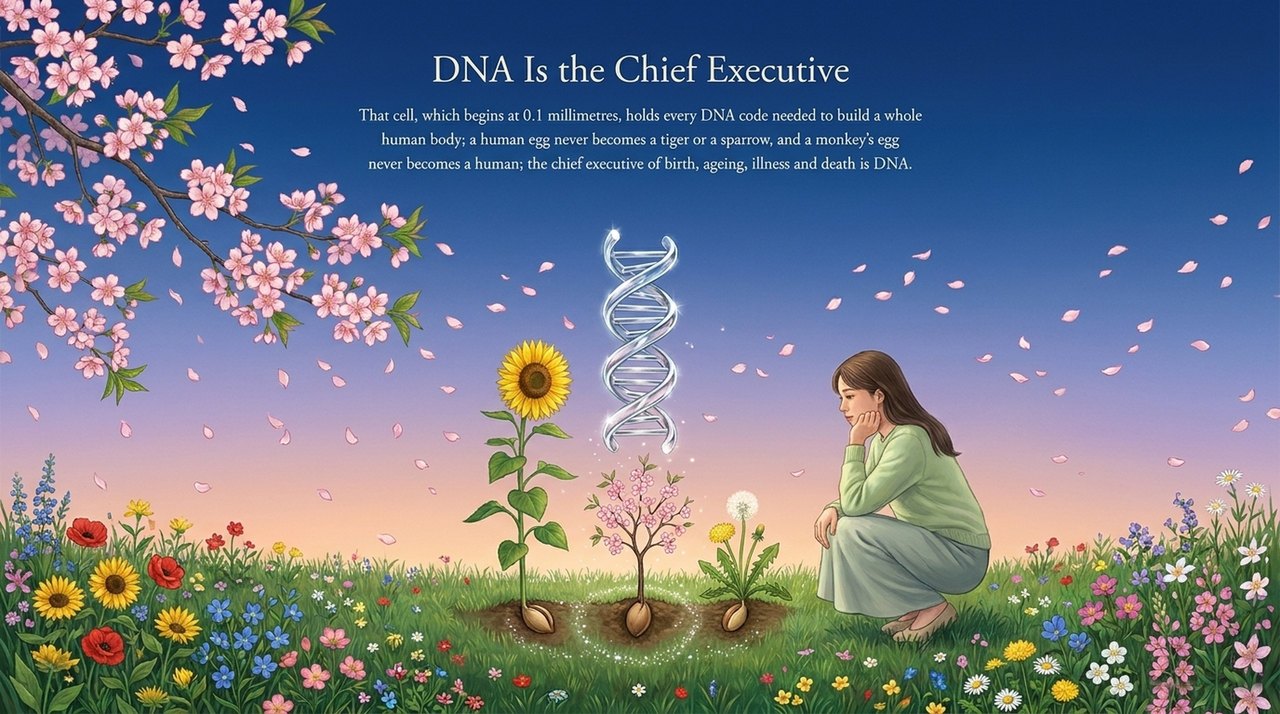 DNA Is the Chief Executive
That cell, which begins at 0.1 millimetres, holds every DNA code needed to build a whole
human body; a human egg never becomes a tiger or a sparrow, and a monkey’s egg
never becomes a human; the chief executive of birth, ageing, illness and death is DNA.